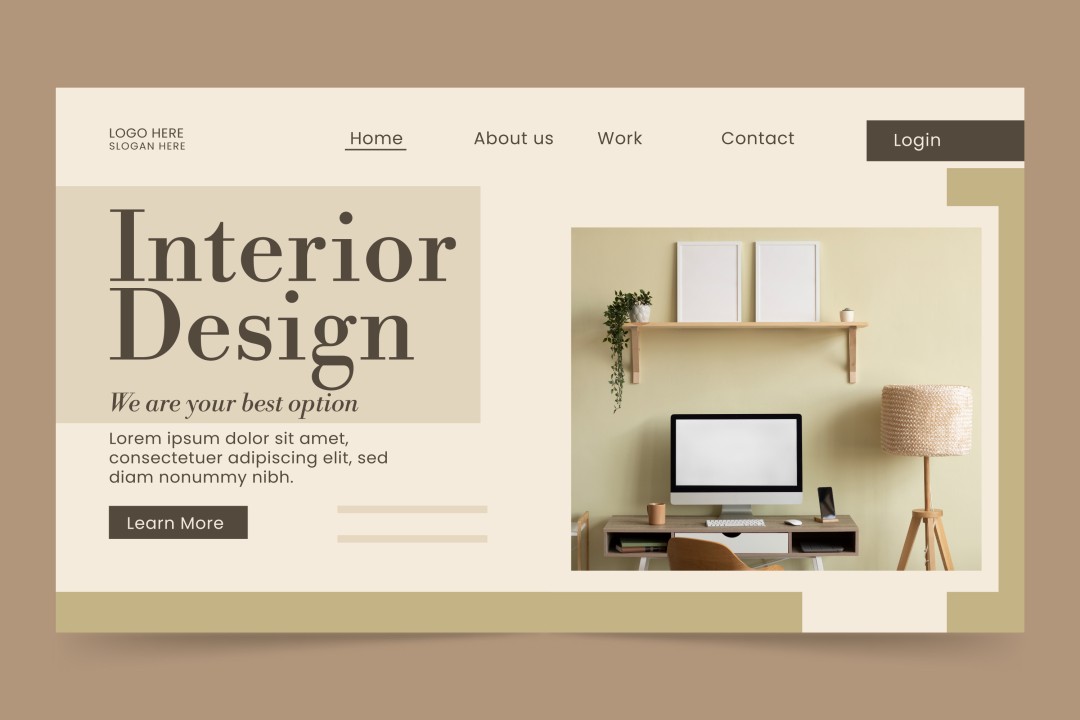 LOGO HERE
SLOGAN HERE
Home
About us
Work
Contact
Login
Interior
Design
We are your best option
Lorem ipsum dolor sit amet,
consectetuer adipiscing elit, sed
diam nonummy nibh.
Learn More